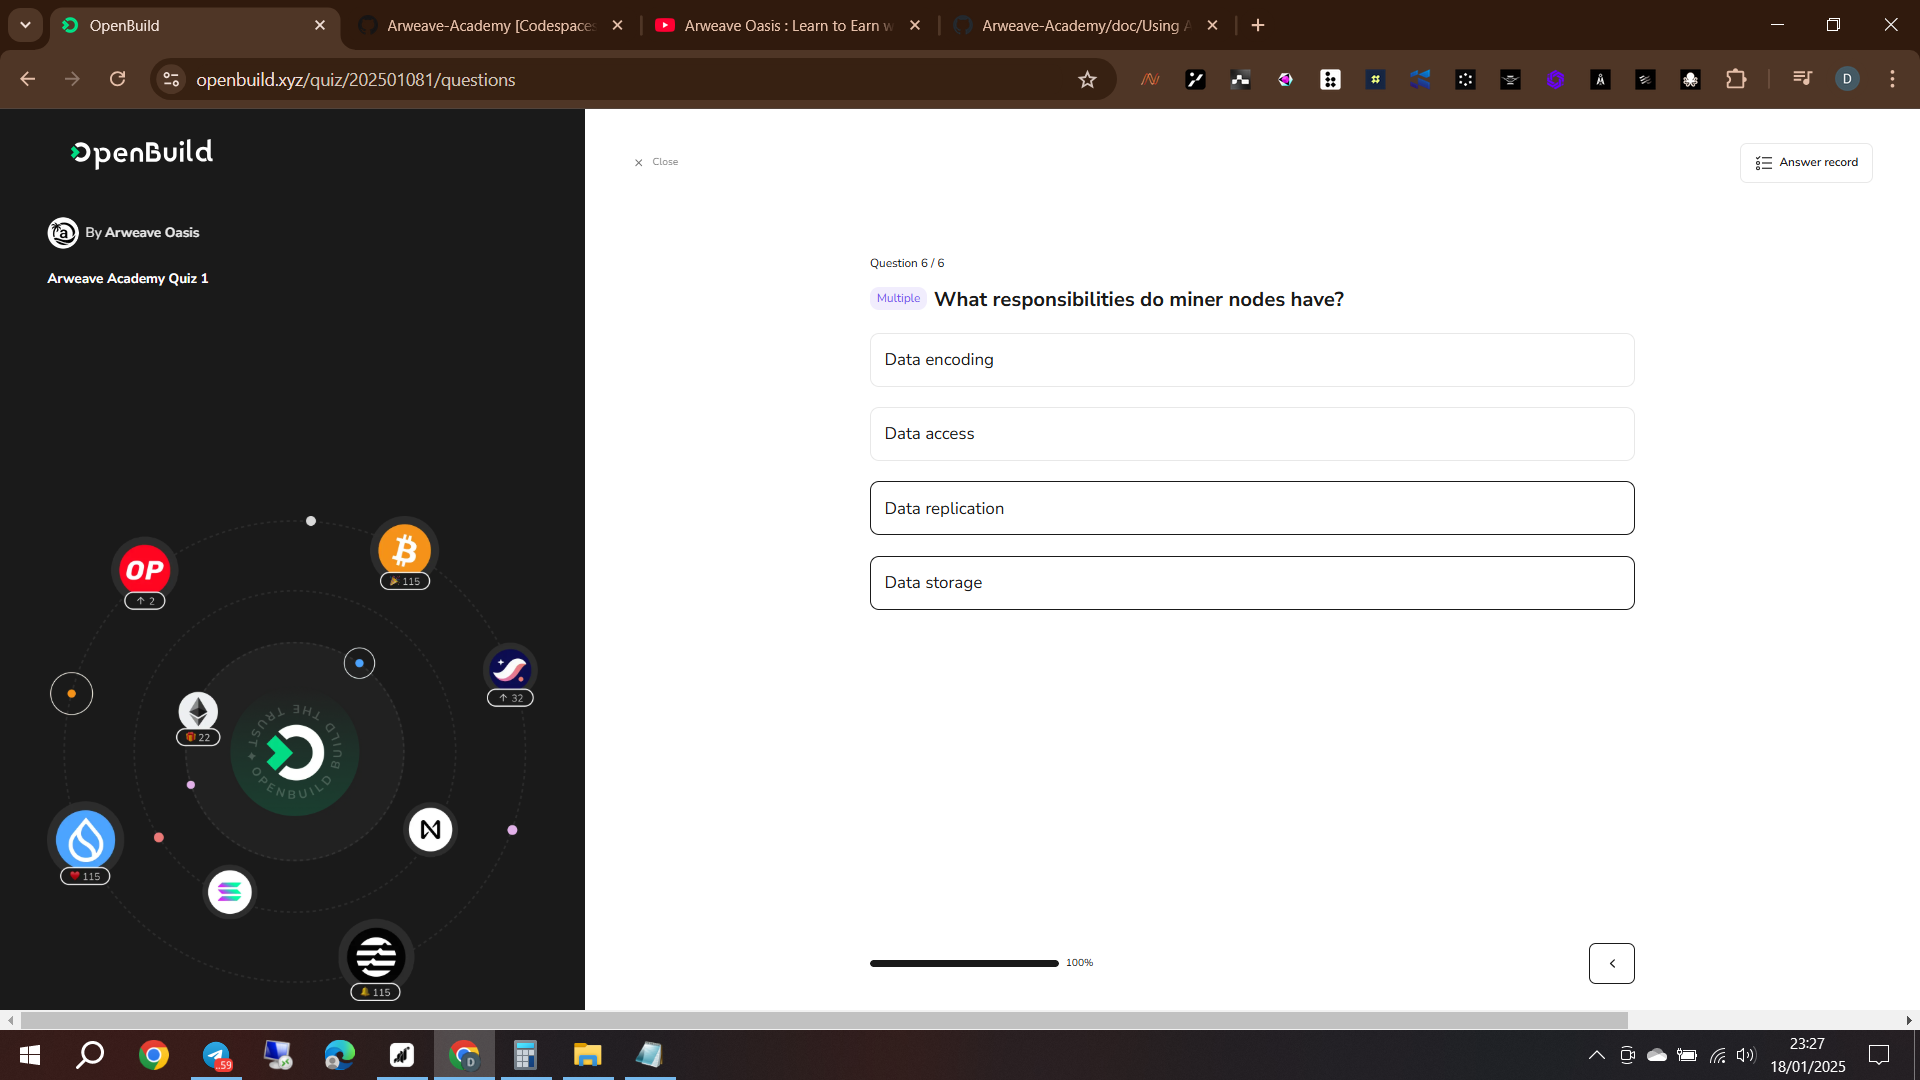 OpenBuild
Arweave-Academy [Codespaces
Arweave Oasis : Learn to Earn w
Arweave-Academy/doc/Using A
openbuild.xyz/quiz/202501081/questions
D
OpenBuild
By Arweave Oasis
Arweave Academy Quiz 1
Close
Answer record
Question 6 / 6
Multiple
What responsibilities do miner nodes have?
Data encoding
Data access
Data replication
Data storage
OP
2
115
32
22
BUILD THE TRUST
OPENBUILD
115
115
100%
59
D
23:27
18/01/2025